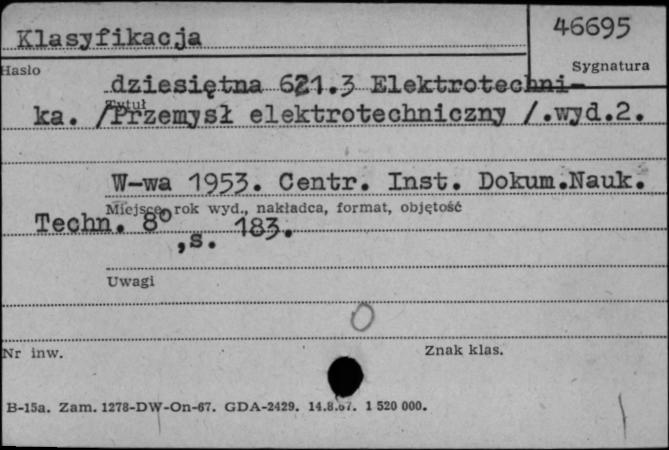 Klasyfikacja
46695
Hasło
Sygnatura
dziesiętna 621.3 Elektrotechni-
Tytuł
ka. /Przemysł elektrotechniczny /.wyd.2.
W-wa 1953. Centr. Inst. Dokum.Nauk.
Miejsce, rok wyd., nakładca, format, objętość
Techn. 8°
,s. 183.
Uwagi
Nr inw.
Znak klas.
B-15a. Zam. 1278-DW-On-67. GDA-2429. 14.8.67. 1 520 000.